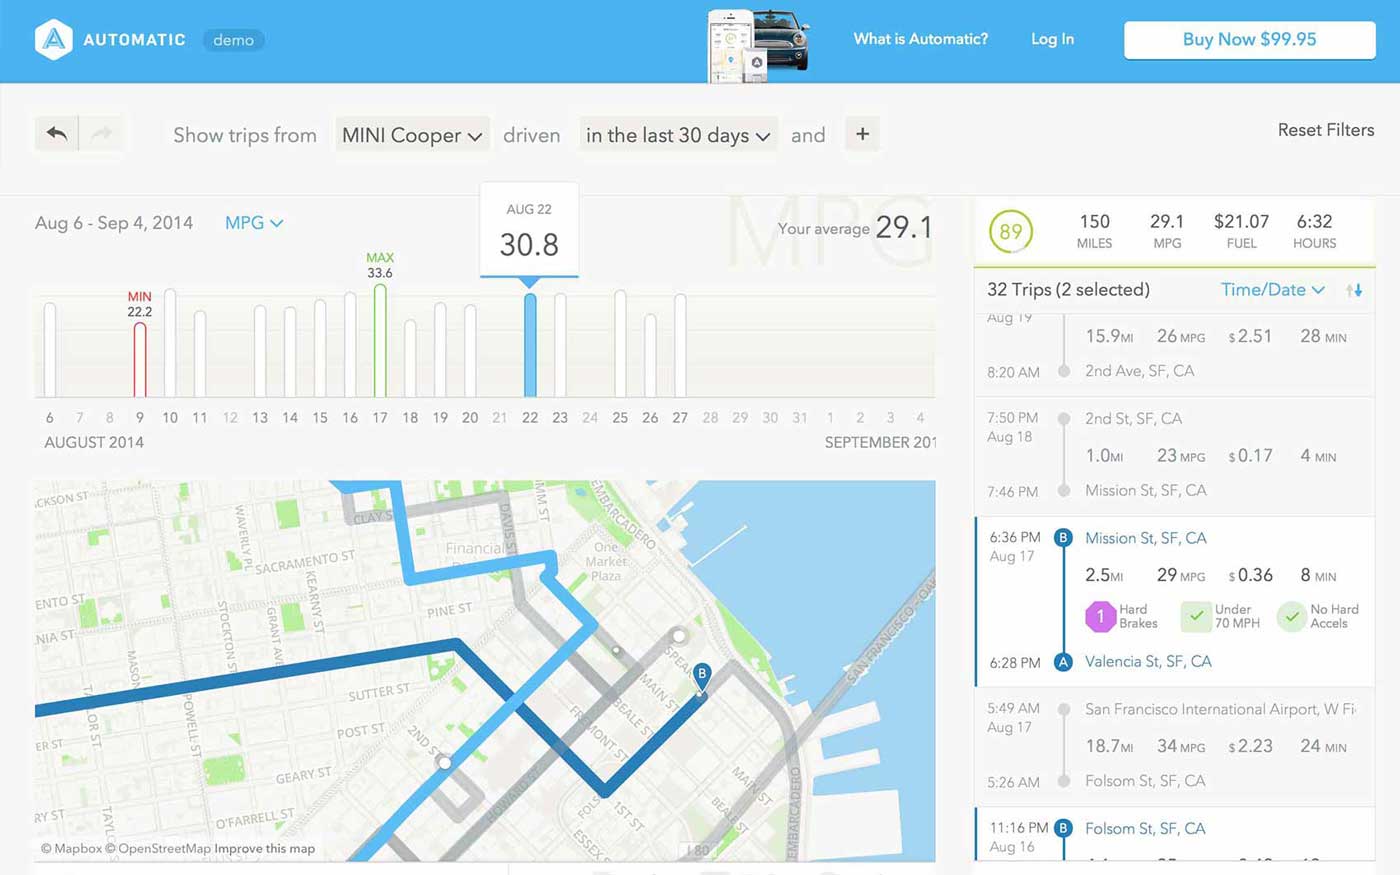 AUTOMATIC demo
What is Automatic? Log In Buy Now $99.95
Show trips from MINI Cooper driven in the last 30 days and +
Reset Filters
Aug 6 - Sep 4, 2014 MPG
AUG 22
30.8
MPG
Your average 29.1
MAX
33.6
MIN
22.2
6 7 8 9 10 11 12 13 14 15 16 17 18 19 20 21 22 23 24 25 26 27 28 29 30 31 1 2 3 4
AUGUST 2014 SEPTEMBER 201
89
150 29.1 $21.07 6:32
MILES MPG FUEL HOURS
32 Trips (2 selected) Time/Date
Aug 19
15.9MI 26 MPG $ 2.51 28 MIN
8:20 AM 2nd Ave, SF, CA
7:50 PM 2nd St, SF, CA
Aug 18
1.0MI 23 MPG $ 0.17 4 MIN
7:46 PM Mission St, SF, CA
6:36 PM B Mission St, SF, CA
Aug 17
2.5MI 29 MPG $ 0.36 8 MIN
1 Hard Brakes
Under 70 MPH
No Hard Accels
6:28 PM A Valencia St, SF, CA
5:49 AM San Francisco International Airport, W Fi
Aug 17
18.7MI 34 MPG $ 2.23 24 MIN
5:26 AM Folsom St, SF, CA
11:16 PM B Folsom St, SF, CA
Aug 16
CKSON ST
CLAY ST
DAVIS ST
MM ST
EMBARCADERO
WAVERLY PL
SACRAMENTO ST
KEARNY ST
Financial
One
Market
Plaza
ENTO ST
PINE ST
NIA ST
STOCKTON ST
GRANT AVE
MASON
TAYLOR ST
SUTTER ST
POST ST
2ND ST
SPEAR
MAIN ST
BEALE ST
FREMONT ST
1ST ST
HOWARD ST
B
SAN FRANCISCO - OAK
ER ST
POWELL ST
GEARY ST
O'FARRELL ST
RY ST
TAYLO
MAIN ST
BEALE
ESSEX
EMBARCADERO
I 80
© Mapbox © OpenStreetMap Improve this map